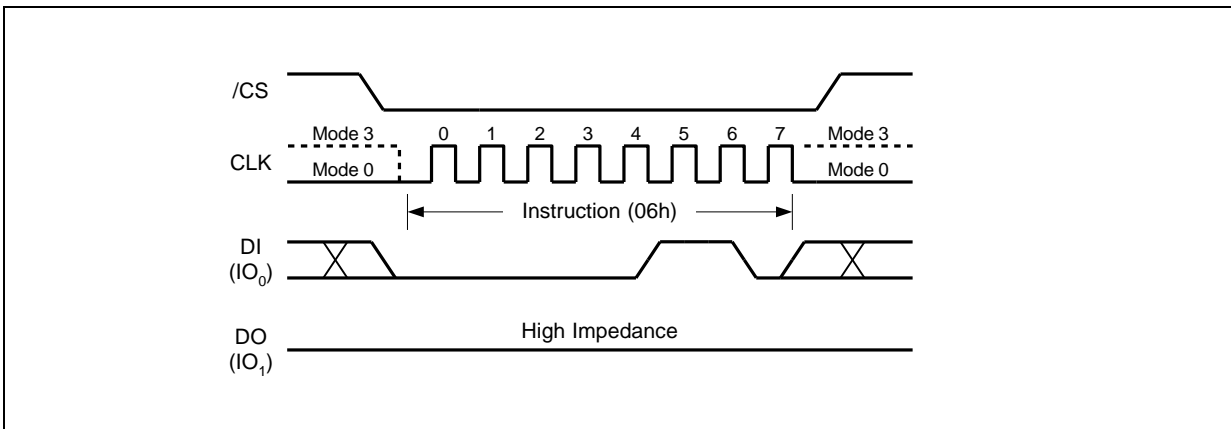 /CS
Mode 3 0 1 2 3 4 5 6 7 Mode 3
CLK
Mode 0 Mode 0
Instruction (06h)
DI
(IO₀)
High Impedance
DO
(IO₁)